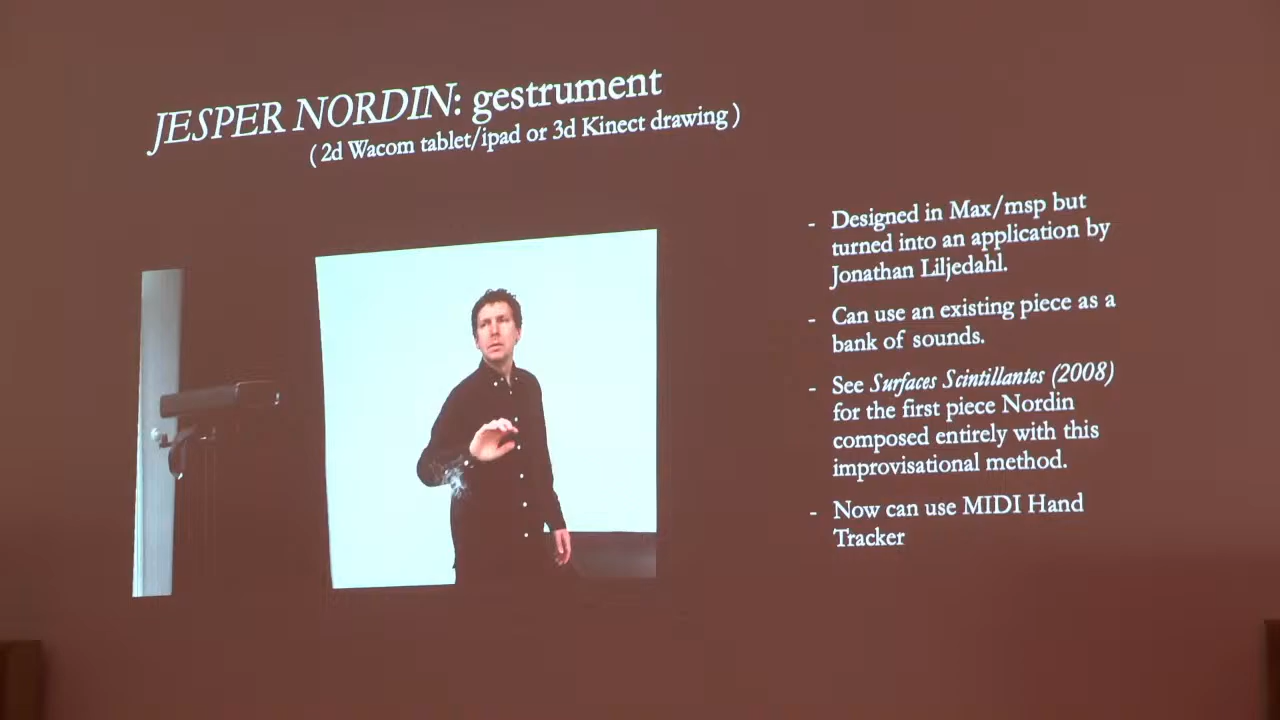 JESPER NORDIN: gestrument
( 2d Wacom tablet/ipad or 3d Kinect drawing )
- Designed in Max/msp but
turned into an application by
Jonathan Liljedahl.
- Can use an existing piece as a
bank of sounds.
- See Surfaces Scintillantes (2008)
for the first piece Nordin
composed entirely with this
improvisational method.
- Now can use MIDI Hand
Tracker